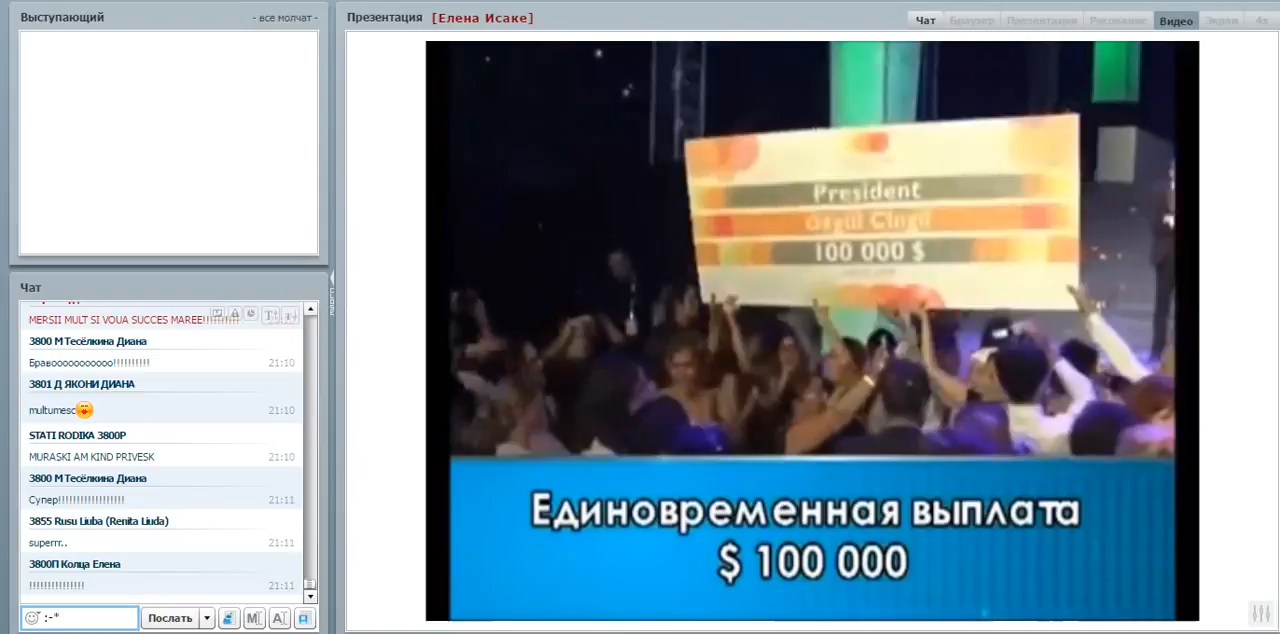 Выступающий
- все молчат -
Чат
MERSII MULT SI VOUA SUCCES MAREE!!!!!!!!!!
3800 M Тесёлкина Диана
Бравооооооооооо!!!!!!!!!!
21:10
3801 Д ЯКОНИ ДИАНА
multumesc
21:10
STATI RODIKA 3800P
MURASKI AM KIND PRIVESK
21:10
3800 M Тесёлкина Диана
Супер!!!!!!!!!!!!!!!!!!
21:11
3855 Rusu Liuba (Renita Liuda)
superrr..
21:11
3800П Колца Елена
!!!!!!!!!!!!!!!
21:11
:-*
Послать
Презентация [Елена Исаке]
Чат Браузер Презентация Рисование Видео Экран 4x
President
100 000 $
Единовременная выплата
$ 100 000